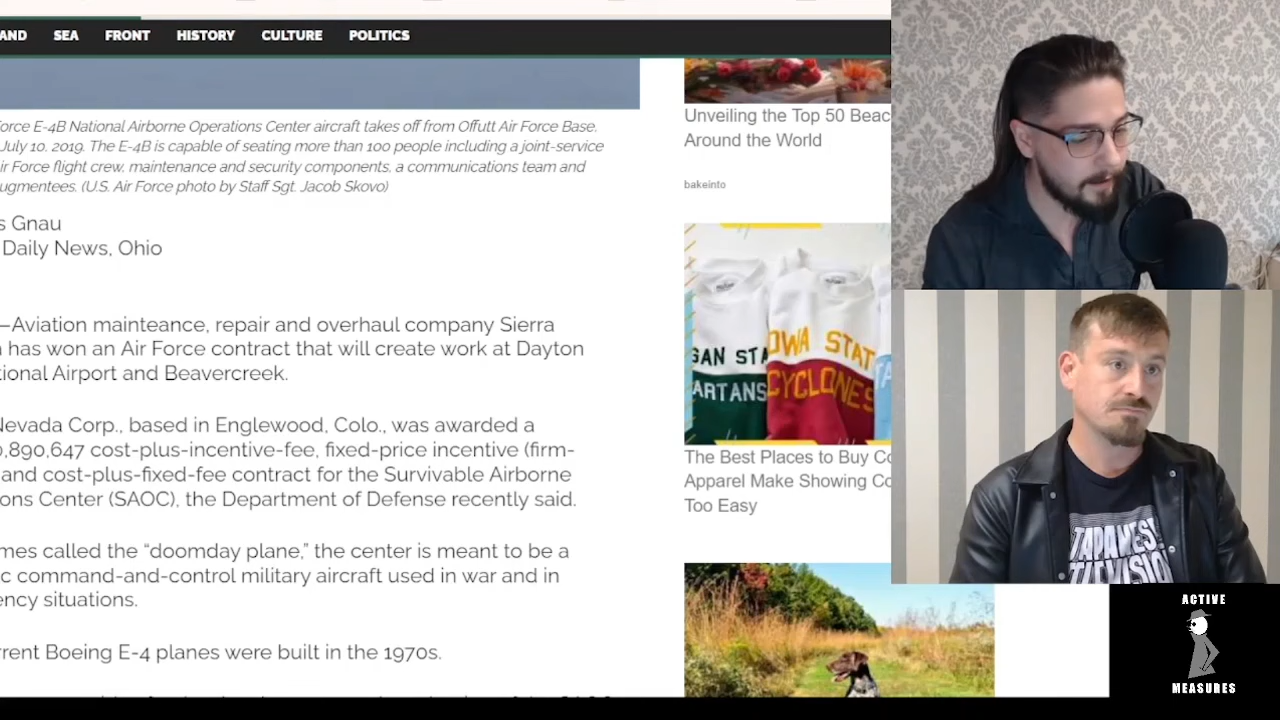 AND SEA FRONT HISTORY CULTURE POLITICS
orce E-4B National Airborne Operations Center aircraft takes off from Offutt Air Force Base,
July 10, 2019. The E-4B is capable of seating more than 100 people including a joint-service
ir Force flight crew, maintenance and security components, a communications team and
ugmentees. (U.S. Air Force photo by Staff Sgt. Jacob Skovo)
s Gnau
Daily News, Ohio
—Aviation mainteance, repair and overhaul company Sierra
has won an Air Force contract that will create work at Dayton
tional Airport and Beavercreek.
Nevada Corp., based in Englewood, Colo., was awarded a
0,890,647 cost-plus-incentive-fee, fixed-price incentive (firm-
and cost-plus-fixed-fee contract for the Survivable Airborne
ons Center (SAOC), the Department of Defense recently said.
mes called the “doomday plane,” the center is meant to be a
c command-and-control military aircraft used in war and in
ency situations.
rrent Boeing E-4 planes were built in the 1970s.
Unveiling the Top 50 Beac
Around the World
bakeinto
GAN STA
ARTANS
IOWA STAT
CYCLONES
The Best Places to Buy Co
Apparel Make Showing Co
Too Easy
JAPANESE
TELEVISION
ACTIVE
MEASURES